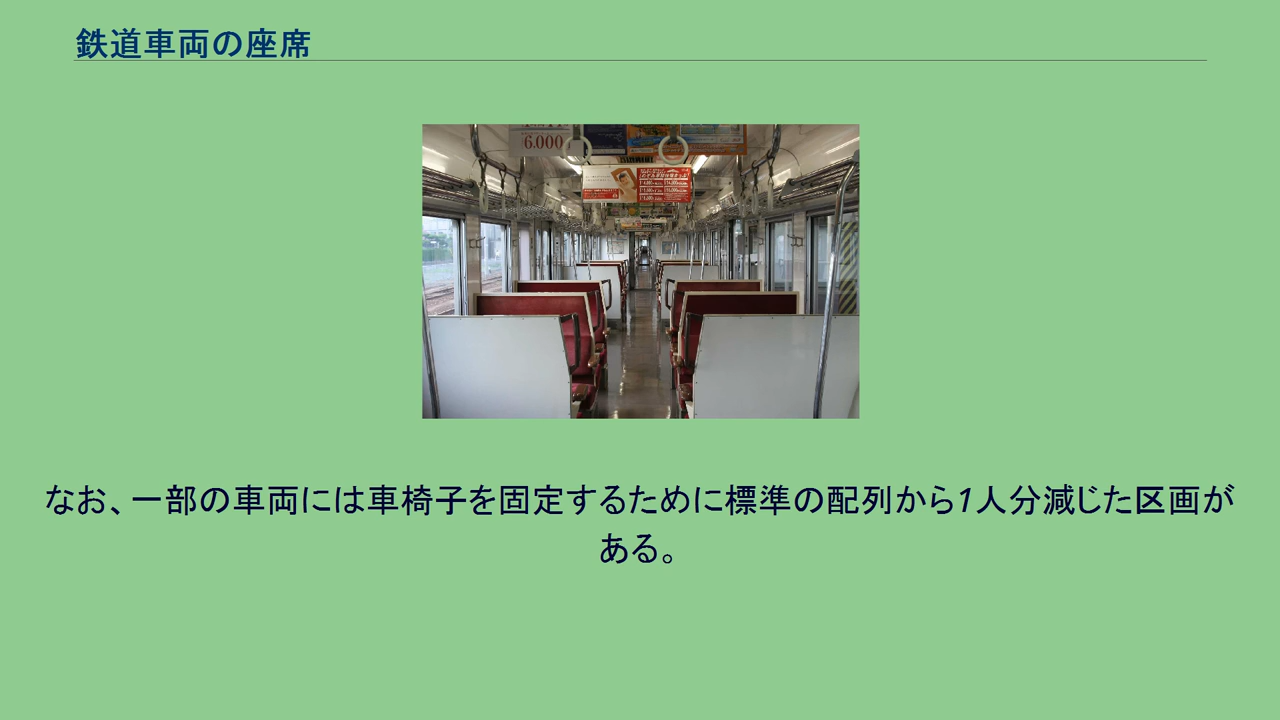 鉄道車両の座席
6.000
なお、一部の車両には車椅子を固定するために標準の配列から1人分減じた区画が
ある。